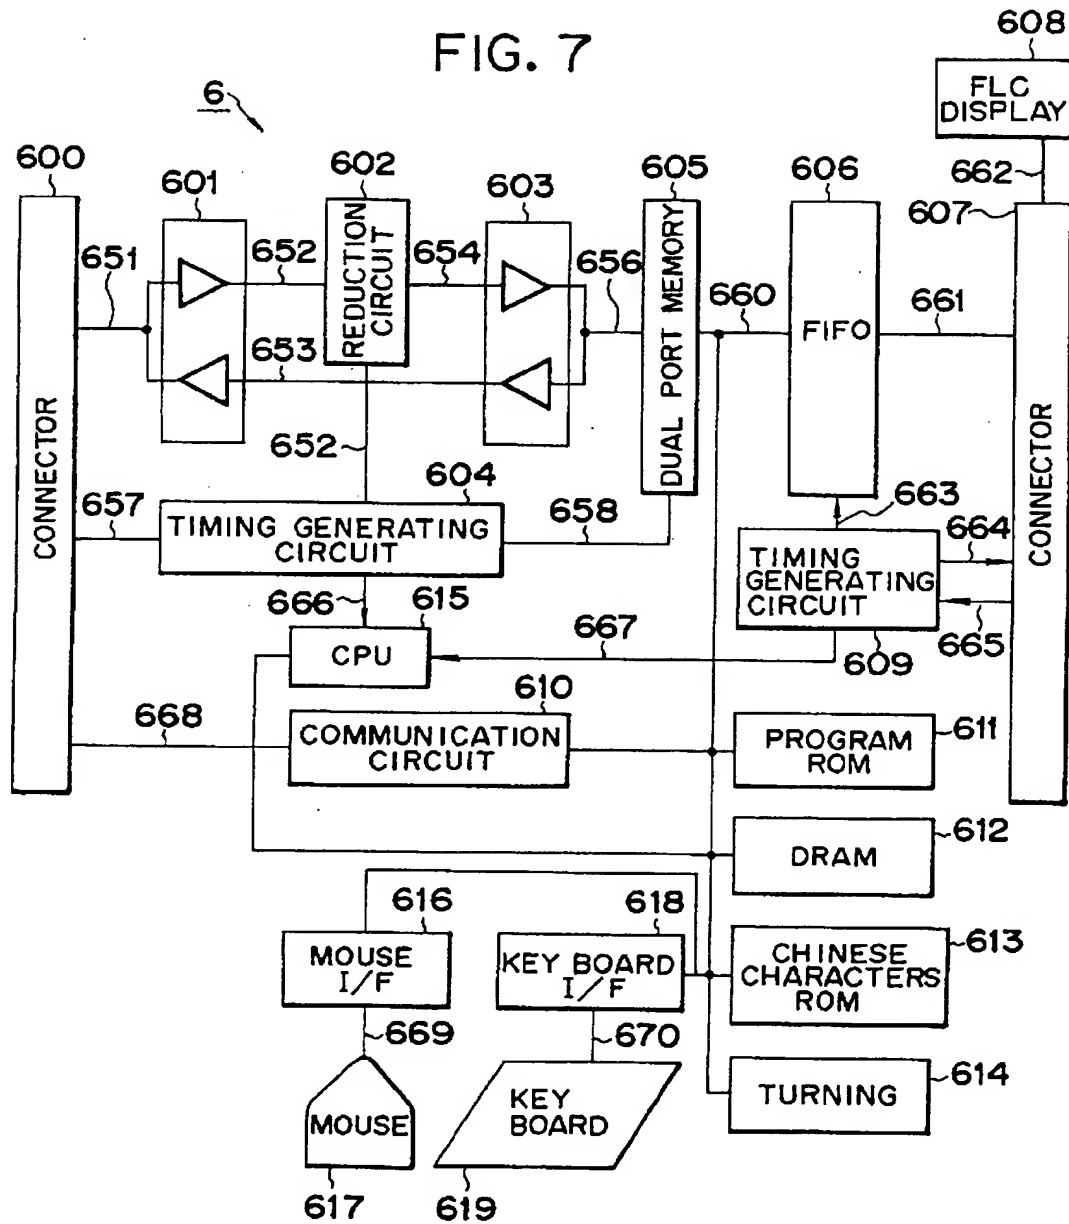 FIG. 7
608
6
FLC
DISPLAY
600
601
602
603
605
606
662
607
651
652
REDUCTION
CIRCUIT
654
656
DUAL PORT MEMORY
660
FIFO
661
653
CONNECTOR
652
604
663
664
CONNECTOR
657
TIMING GENERATING
CIRCUIT
658
TIMING
GENERATING
CIRCUIT
666
615
667
665
CPU
609
610
668
COMMUNICATION
CIRCUIT
PROGRAM
ROM
611
612
DRAM
616
618
613
MOUSE
I/F
KEY BOARD
I/F
CHINESE
CHARACTERS
ROM
669
670
614
MOUSE
KEY
BOARD
TURNING
617
619